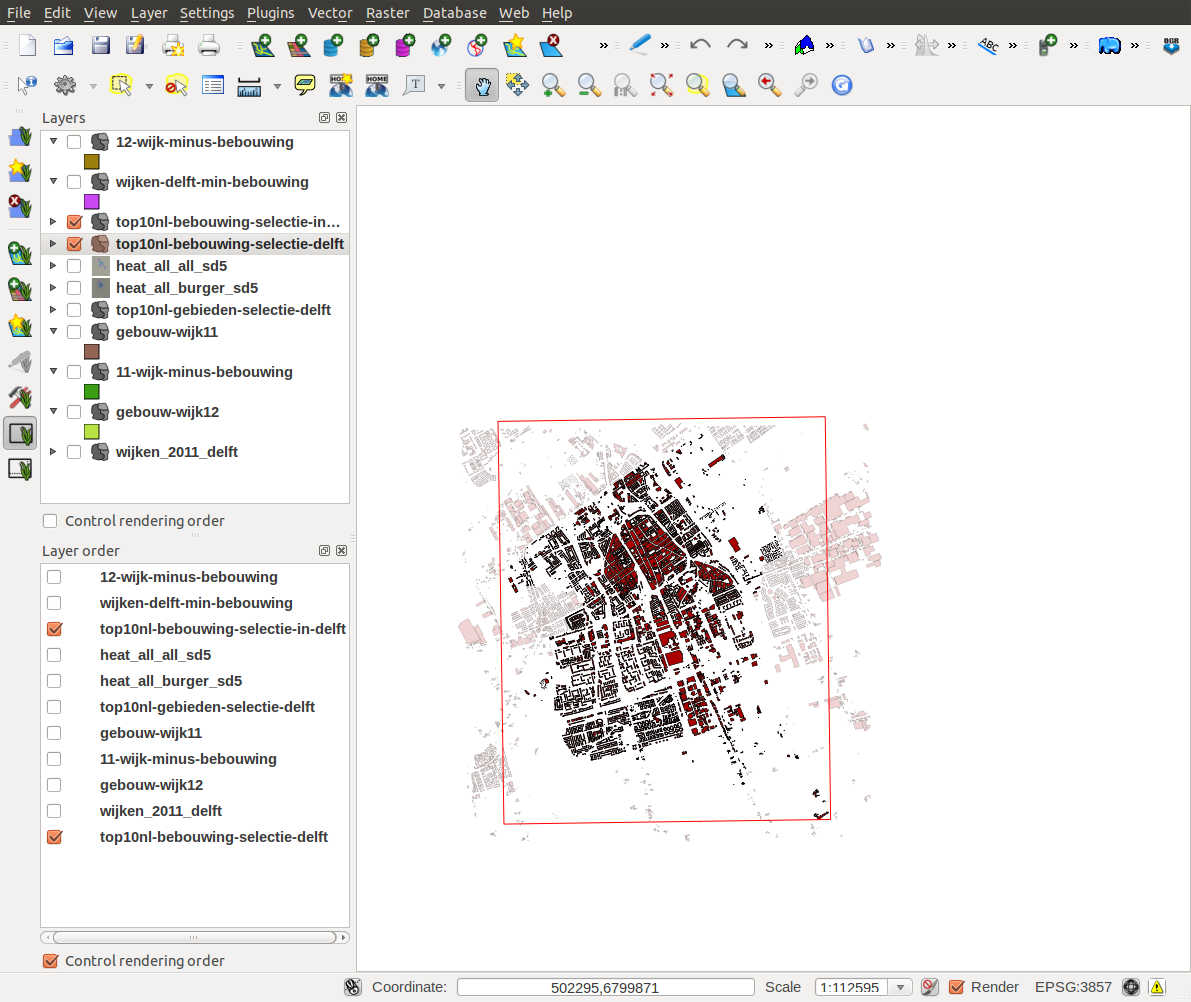 File Edit View Layer Settings Plugins Vector Raster Database Web Help
» » » » » » » » » OGR
ABC
HOME HOME T
Layers
12-wijk-minus-bebouwing
wijken-delft-min-bebouwing
top10nl-bebouwing-selectie-in...
top10nl-bebouwing-selectie-delft
heat_all_all_sd5
heat_all_burger_sd5
top10nl-gebieden-selectie-delft
gebouw-wijk11
11-wijk-minus-bebouwing
gebouw-wijk12
wijken_2011_delft
Control rendering order
Layer order
12-wijk-minus-bebouwing
wijken-delft-min-bebouwing
top10nl-bebouwing-selectie-in-delft
heat_all_all_sd5
heat_all_burger_sd5
top10nl-gebieden-selectie-delft
gebouw-wijk11
11-wijk-minus-bebouwing
gebouw-wijk12
wijken_2011_delft
top10nl-bebouwing-selectie-delft
Control rendering order
Coordinate: 502295,6799871 Scale 1:112595 Render EPSG:3857